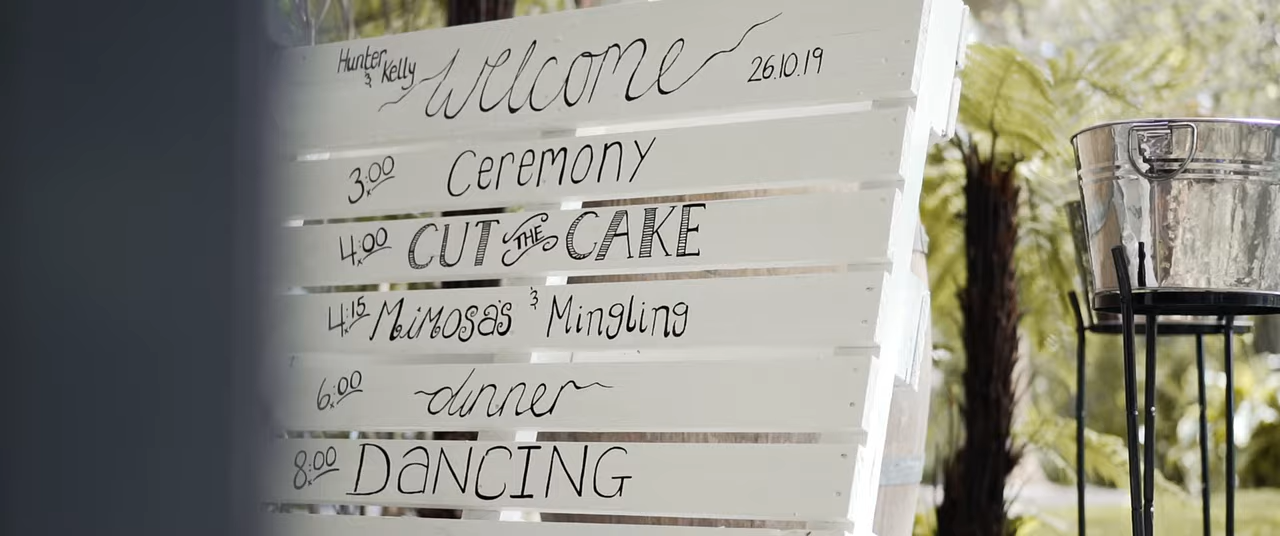 Hunter & Kelly Welcome 26.10.19
3:00 Ceremony
4:00 CUT THE CAKE
4:15 Mimosa's & Mingling
6:00 dinner
8:00 DaNCING